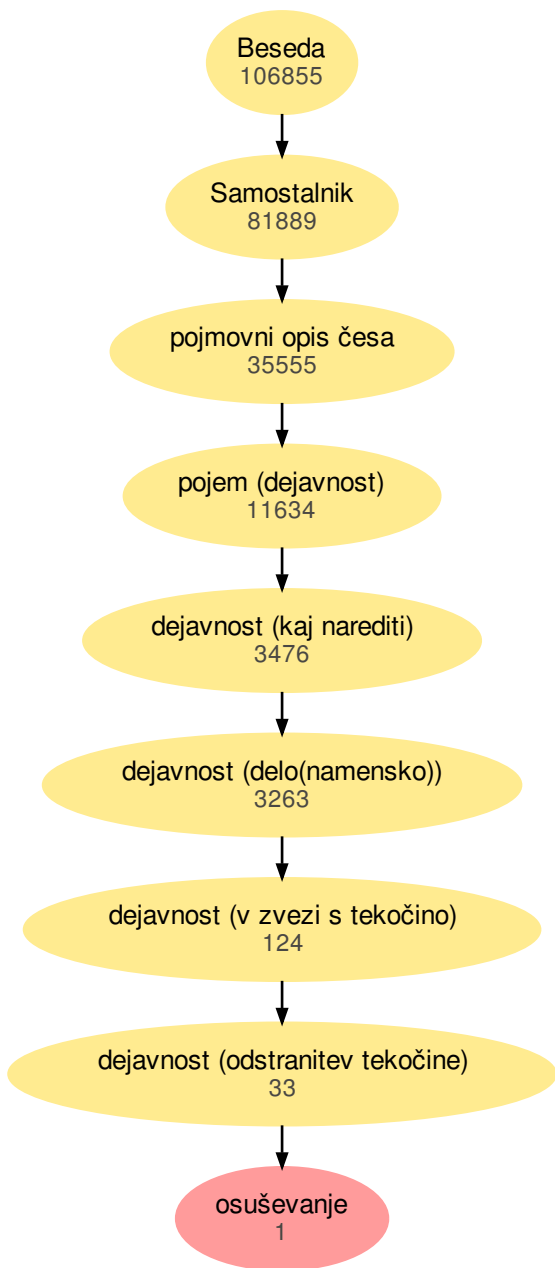 Beseda
106855
Samostalnik
81889
pojmovni opis česa
35555
pojem (dejavnost)
11634
dejavnost (kaj narediti)
3476
dejavnost (delo(namensko))
3263
dejavnost (v zvezi s tekočino)
124
dejavnost (odstranitev tekočine)
33
osuševanje
1